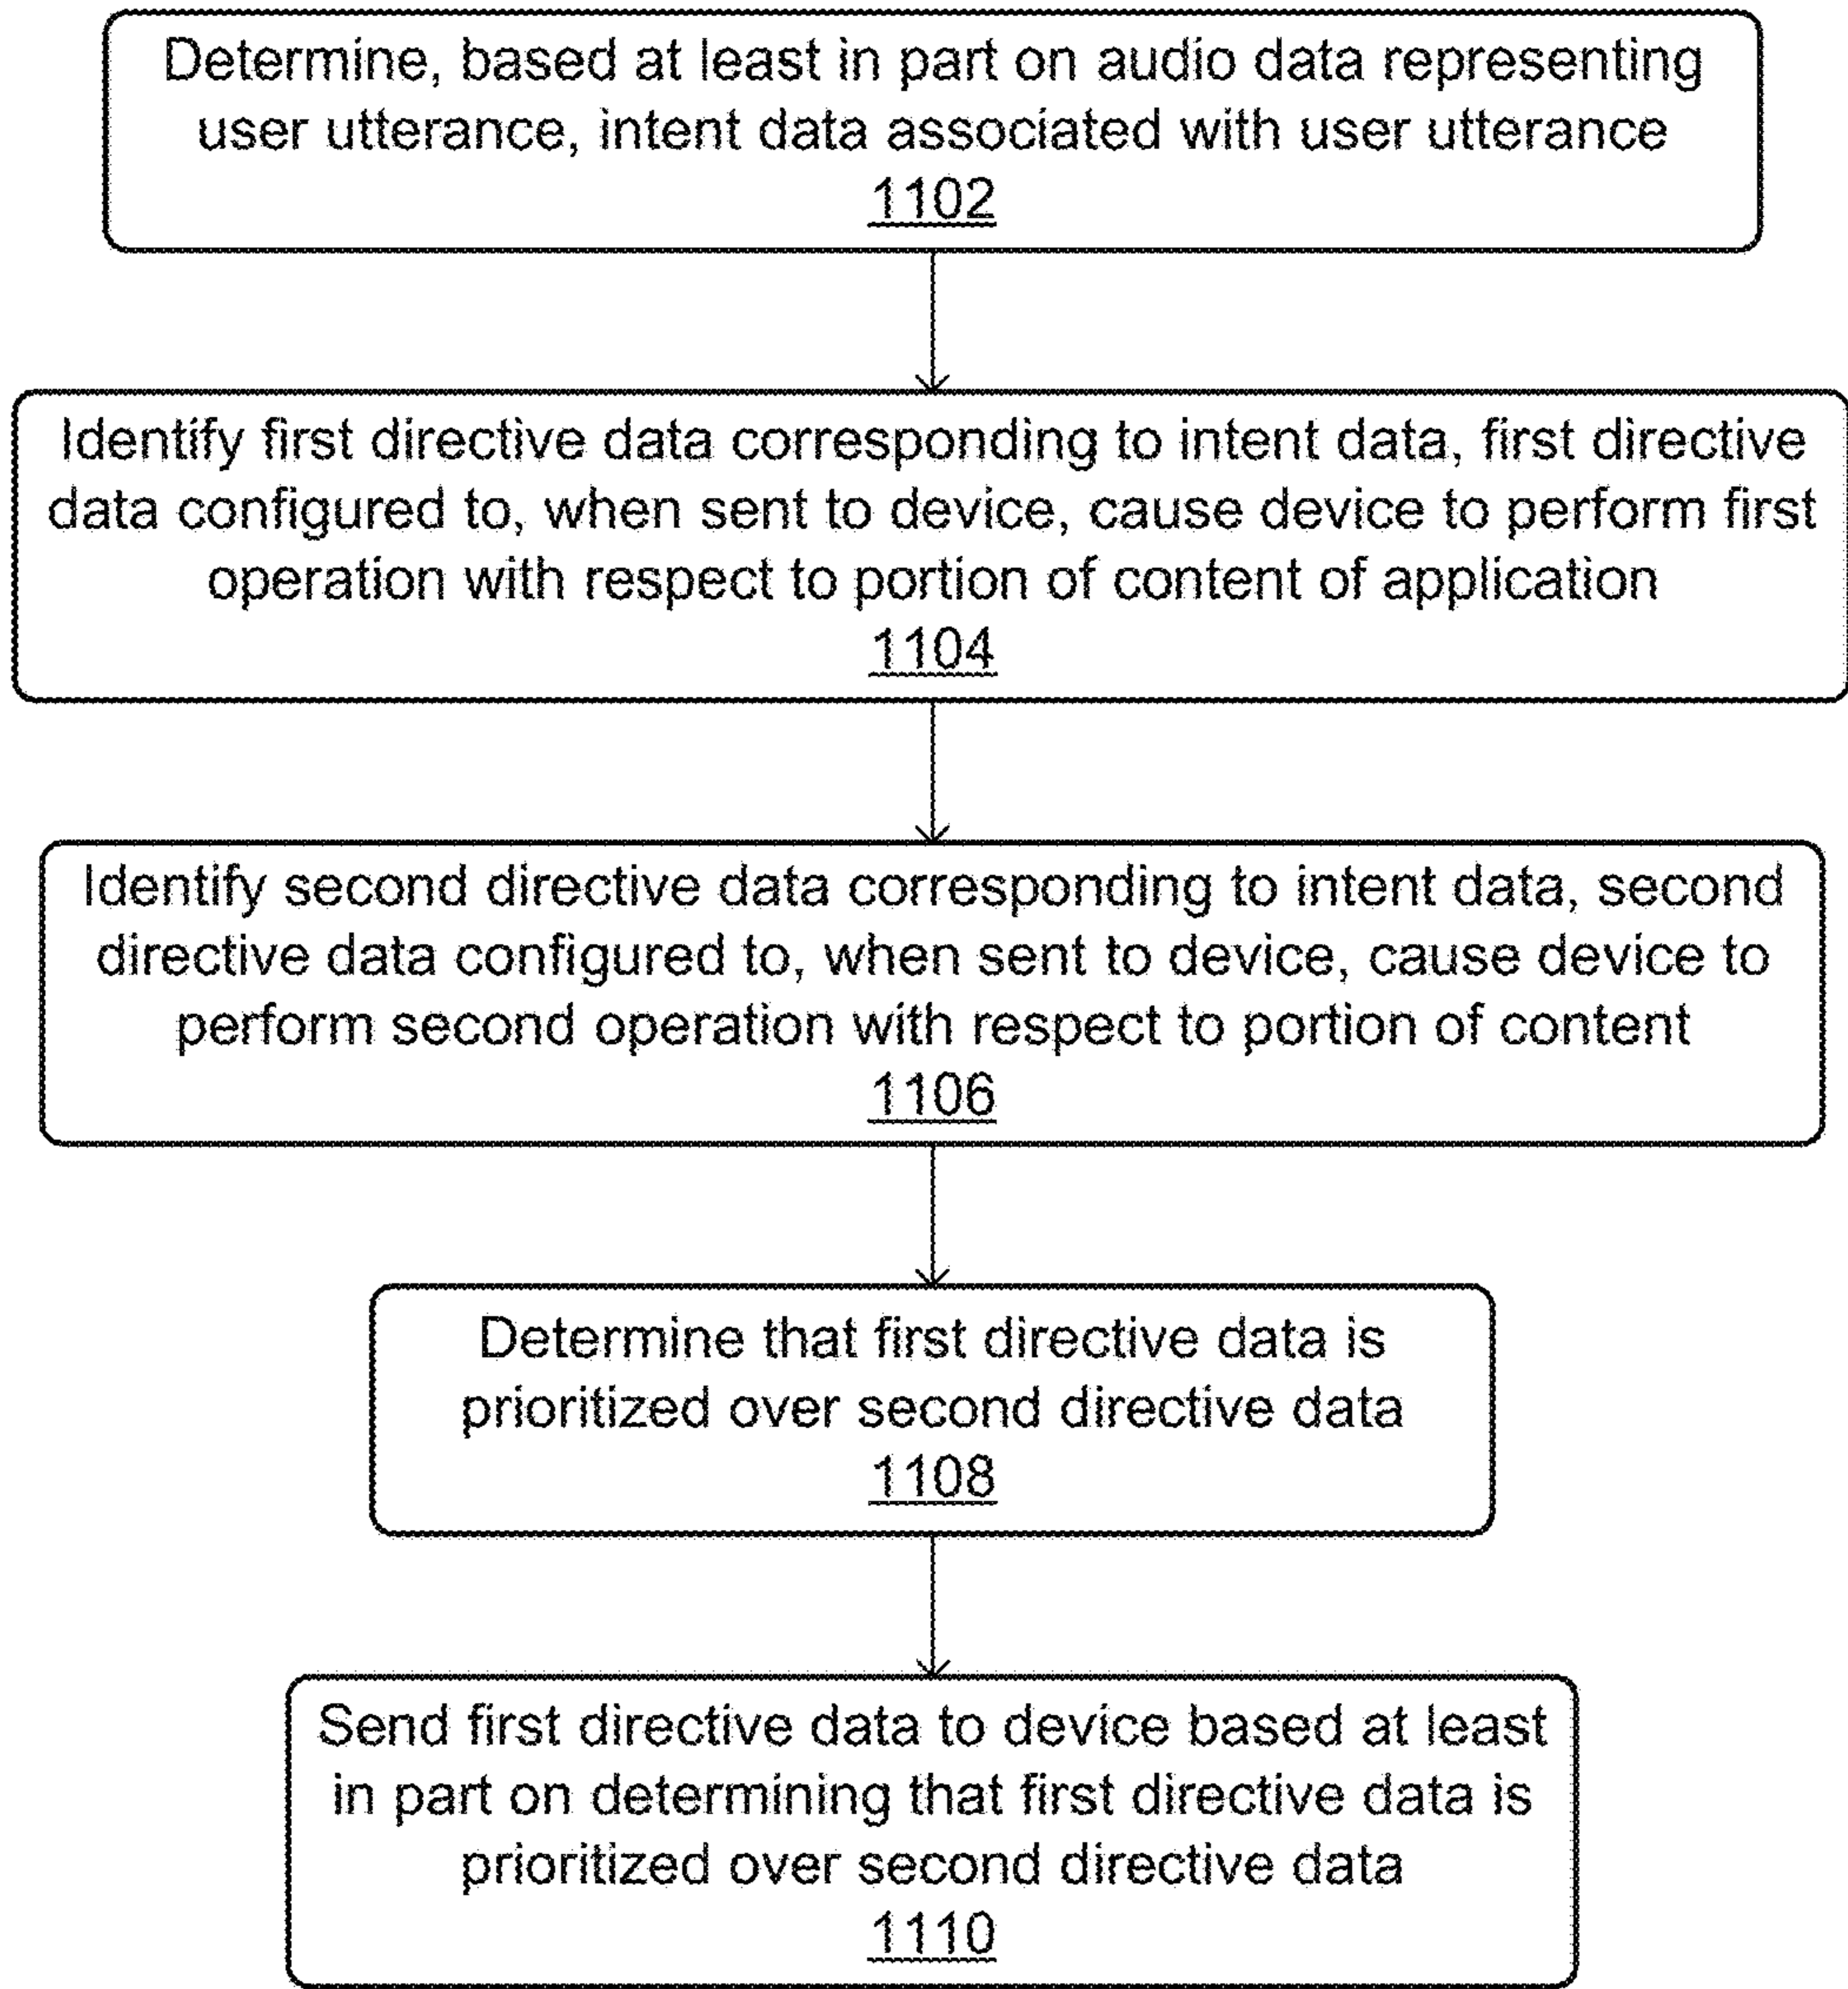 Determine, based at least in part on audio data representing
user utterance, intent data associated with user utterance
1102
Identify first directive data corresponding to intent data, first directive
data configured to, when sent to device, cause device to perform first
operation with respect to portion of content of application
1104
Identify second directive data corresponding to intent data, second
directive data configured to, when sent to device, cause device to
perform second operation with respect to portion of content
1106
Determine that first directive data is
prioritized over second directive data
1108
Send first directive data to device based at least
in part on determining that first directive data is
prioritized over second directive data
1110